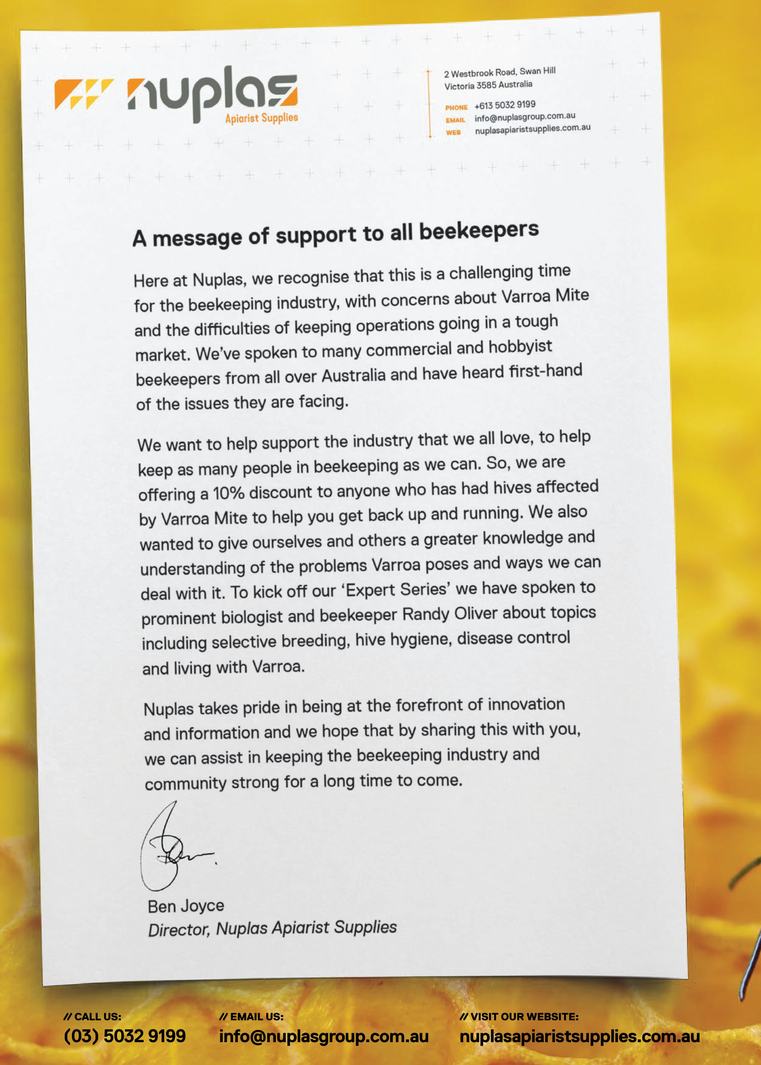 nuplas
Apiarist Supplies
2 Westbrook Road, Swan Hill
Victoria 3585 Australia
PHONE +613 5032 9199
EMAIL info@nuplasgroup.com.au
WEB nuplasapiaristsupplies.com.au
A message of support to all beekeepers
Here at Nuplas, we recognise that this is a challenging time
for the beekeeping industry, with concerns about Varroa Mite
and the difficulties of keeping operations going in a tough
market. We've spoken to many commercial and hobbyist
beekeepers from all over Australia and have heard first-hand
of the issues they are facing.
We want to help support the industry that we all love, to help
keep as many people in beekeeping as we can. So, we are
offering a 10% discount to anyone who has had hives affected
by Varroa Mite to help you get back up and running. We also
wanted to give ourselves and others a greater knowledge and
understanding of the problems Varroa poses and ways we can
deal with it. To kick off our 'Expert Series' we have spoken to
prominent biologist and beekeeper Randy Oliver about topics
including selective breeding, hive hygiene, disease control
and living with Varroa.
Nuplas takes pride in being at the forefront of innovation
and information and we hope that by sharing this with you,
we can assist in keeping the beekeeping industry and
community strong for a long time to come.
Ben Joyce
Director, Nuplas Apiarist Supplies
// CALL US: // EMAIL US: // VISIT OUR WEBSITE:
(03) 5032 9199 info@nuplasgroup.com.au nuplasapiaristsupplies.com.au